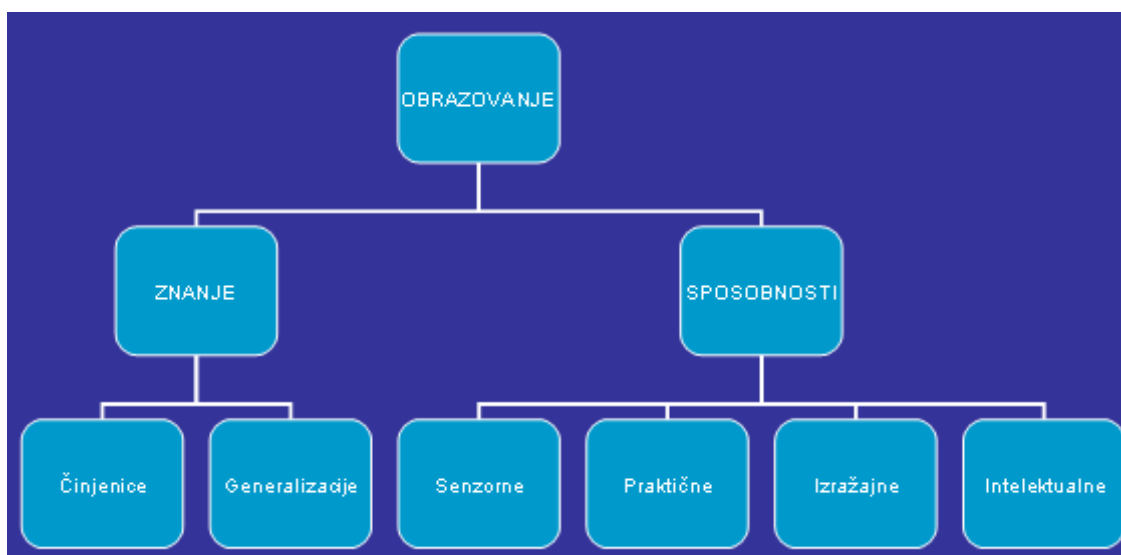 OBRAZOVANJE
ZNANJE
SPOSOBNOSTI
Činjenice
Generalizacije
Senzorne
Praktične
Izražajne
Intelektualne